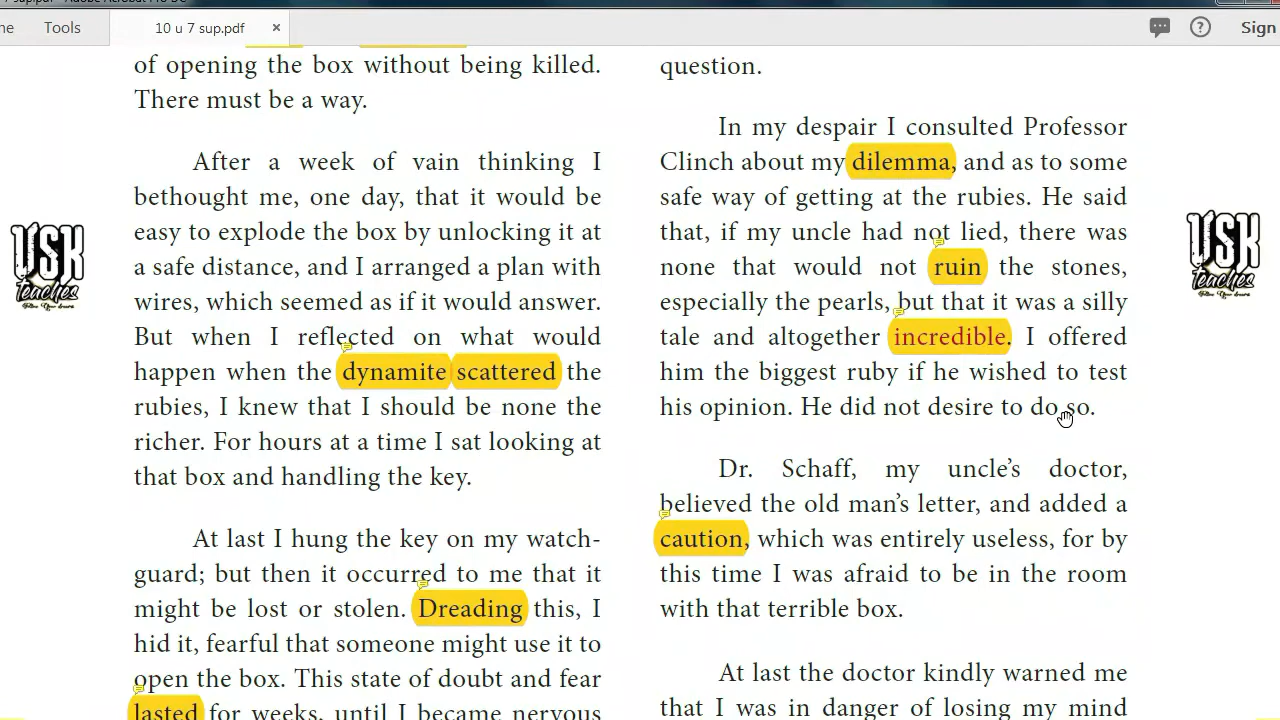 Tools
10 u 7 sup.pdf
×
?
Sign
of opening the box without being killed.
There must be a way.
After a week of vain thinking I
bethought me, one day, that it would be
easy to explode the box by unlocking it at
a safe distance, and I arranged a plan with
wires, which seemed as if it would answer.
But when I reflected on what would
happen when the dynamite scattered the
rubies, I knew that I should be none the
richer. For hours at a time I sat looking at
that box and handling the key.
At last I hung the key on my watch-
guard; but then it occurred to me that it
might be lost or stolen. Dreading this, I
hid it, fearful that someone might use it to
open the box. This state of doubt and fear
lasted for weeks, until I became nervous
question.
In my despair I consulted Professor
Clinch about my dilemma, and as to some
safe way of getting at the rubies. He said
that, if my uncle had not lied, there was
none that would not ruin the stones,
especially the pearls, but that it was a silly
tale and altogether incredible. I offered
him the biggest ruby if he wished to test
his opinion. He did not desire to do so.
Dr. Schaff, my uncle's doctor,
believed the old man's letter, and added a
caution, which was entirely useless, for by
this time I was afraid to be in the room
with that terrible box.
At last the doctor kindly warned me
that I was in danger of losing my mind
VSK
teaches
VSK
teaches